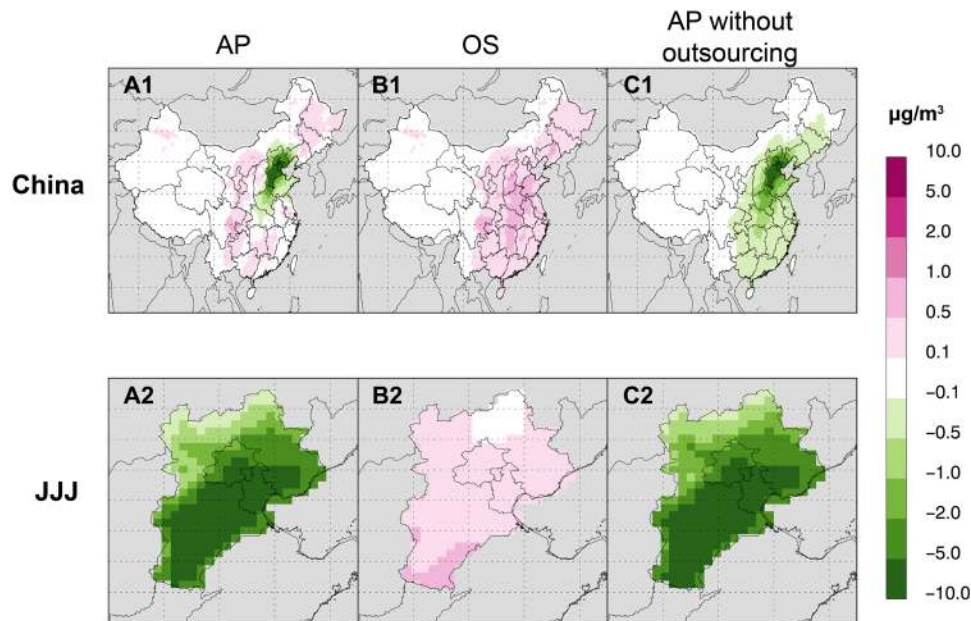 AP
OS
AP without
outsourcing
A1
B1
C1
µg/m³
China
10.0
5.0
2.0
1.0
0.5
0.1
−0.1
−0.5
−1.0
−2.0
−5.0
−10.0
A2
B2
C2
JJJ